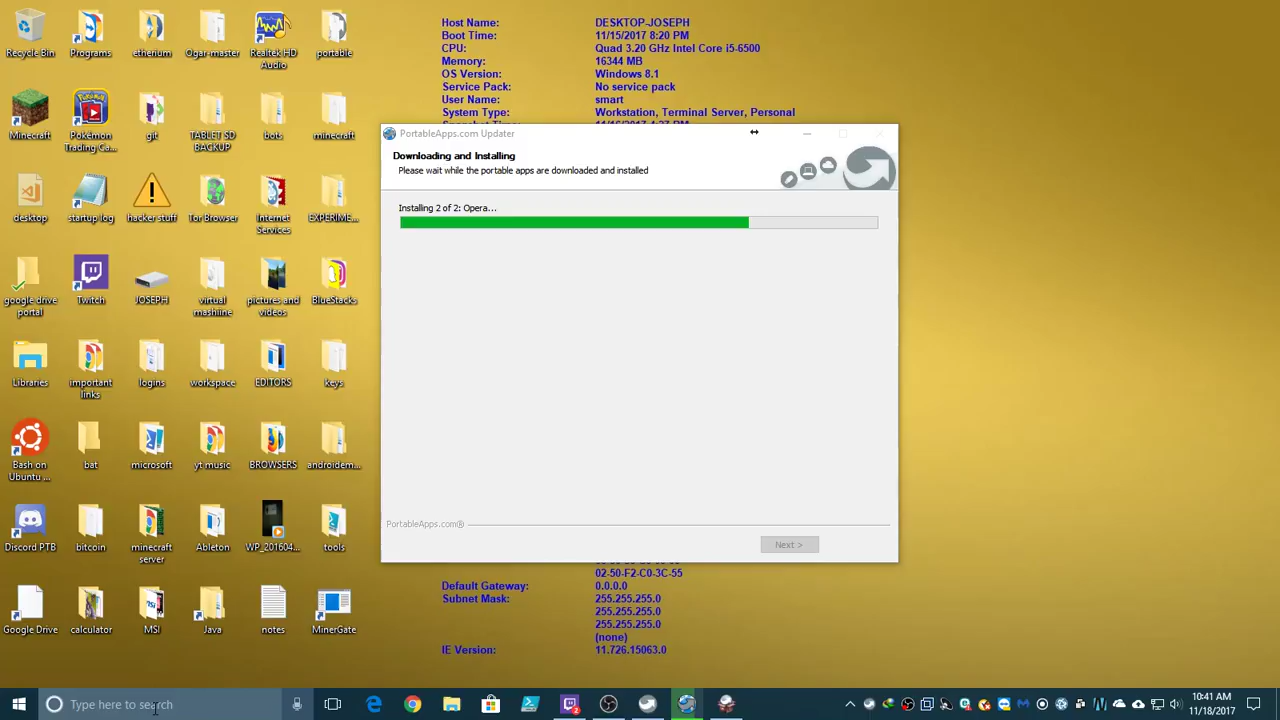 Host Name: DESKTOP-JOSEPH
Boot Time: 11/15/2017 8:20 PM
CPU: Quad 3.20 GHz Intel Core i5-6500
Memory: 16344 MB
OS Version: Windows 8.1
Service Pack: No service pack
User Name: smart
System Type: Workstation, Terminal Server, Personal
PortableApps.com Updater
Downloading and Installing
Please wait while the portable apps are downloaded and installed
Installing 2 of 2: Opera...
PortableApps.com®
Next >
02-50-F2-C0-3C-55
Default Gateway: 0.0.0.0
Subnet Mask: 255.255.255.0
255.255.255.0
255.255.255.0
(none)
IE Version: 11.726.15063.0
Recycle Bin
Programs
etherium
Ogar-master
Realtek HD
Audio
portable
Minecraft
Pokémon
Trading Ca...
git
TABLET SD
BACKUP
bots
minecraft
desktop
startup log
hacker stuff
Tor Browser
Internet
Services
EXPERIME...
google drive
portal
Twitch
JOSEPH
virtual
mashiine
pictures and
videos
BlueStacks
Libraries
important
links
logins
workspace
EDITORS
keys
Bash on
Ubuntu ...
bat
microsoft
yt music
BROWSERS
androidem...
Discord PTB
bitcoin
minecraft
server
Ableton
WP_201604...
tools
Google Drive
calculator
MSI
Java
notes
MinerGate
Type here to search
10:41 AM
11/18/2017